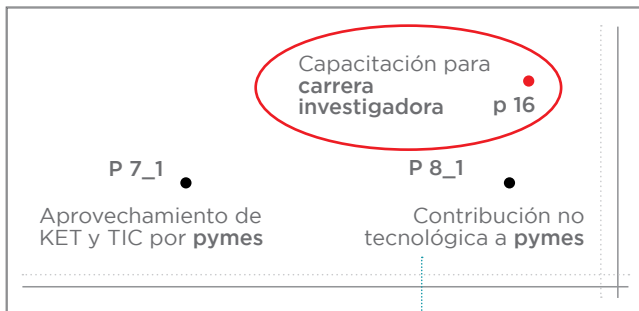 Capacitación para
carrera
investigadora
p 16
P 7_1
Aprovechamiento de
KET y TIC por pymes
P 8_1
Contribución no
tecnológica a pymes